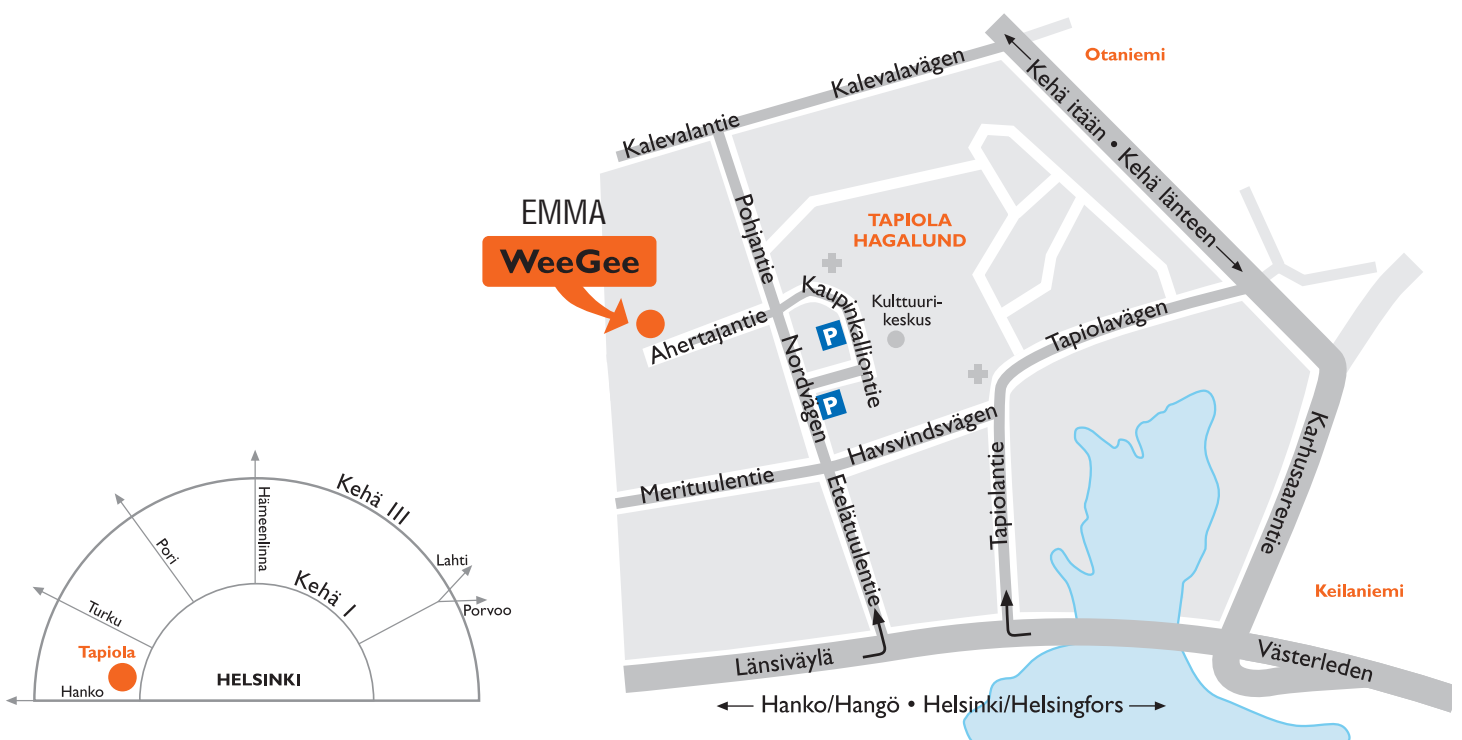 Otaniemi
Kalevalavägen
Kehä itään • Kehä länteen
Kalevalantie
EMMA
WeeGee
Pohjantie
TAPIOLA
HAGALUND
Kaupinkalliontie
Kulttuuri-
keskus
Ahertajantie
P
Nordvägen
P
Tapiolavägen
Havsvindsvägen
Merituulentie
Etelätuulentie
Tapiolantie
Karhusaarentie
Keilaniemi
Länsiväylä
Västerleden
Hanko/Hangö • Helsinki/Helsingfors
Kehä III
Hämeenlinna
Pori
Kehä I
Lahti
Porvoo
Turku
Tapiola
Hanko
HELSINKI